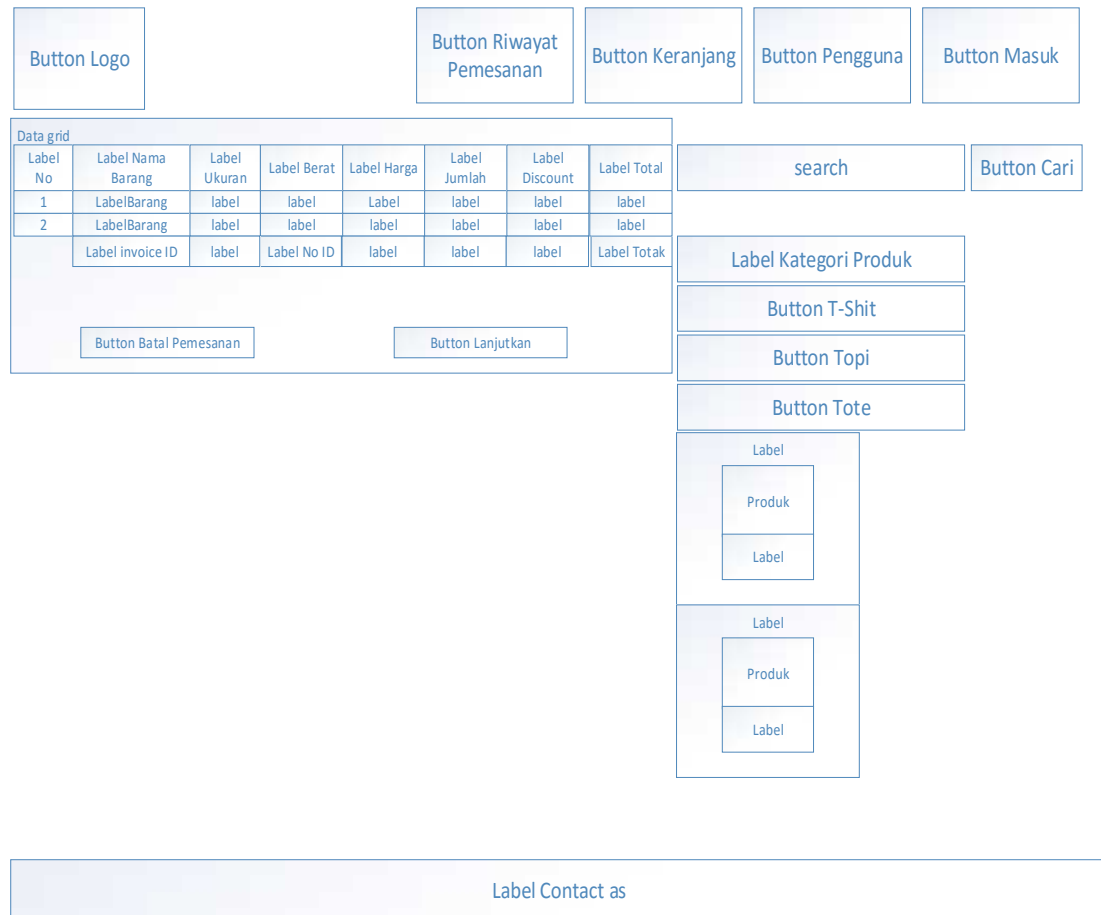 Button Logo
Button Riwayat
Pemesanan
Button Keranjang
Button Pengguna
Button Masuk
Data grid
Label No
Label Nama Barang
Label Ukuran
Label Berat
Label Harga
Label Jumlah
Label Discount
Label Total
1 LabelBarang label label Label label label label
2 LabelBarang label label label label label label
Label invoice ID label Label No ID label label label Label Totak
Button Batal Pemesanan
Button Lanjutkan
search
Button Cari
Label Kategori Produk
Button T-Shit
Button Topi
Button Tote
Label
Produk
Label
Label
Produk
Label
Label Contact as